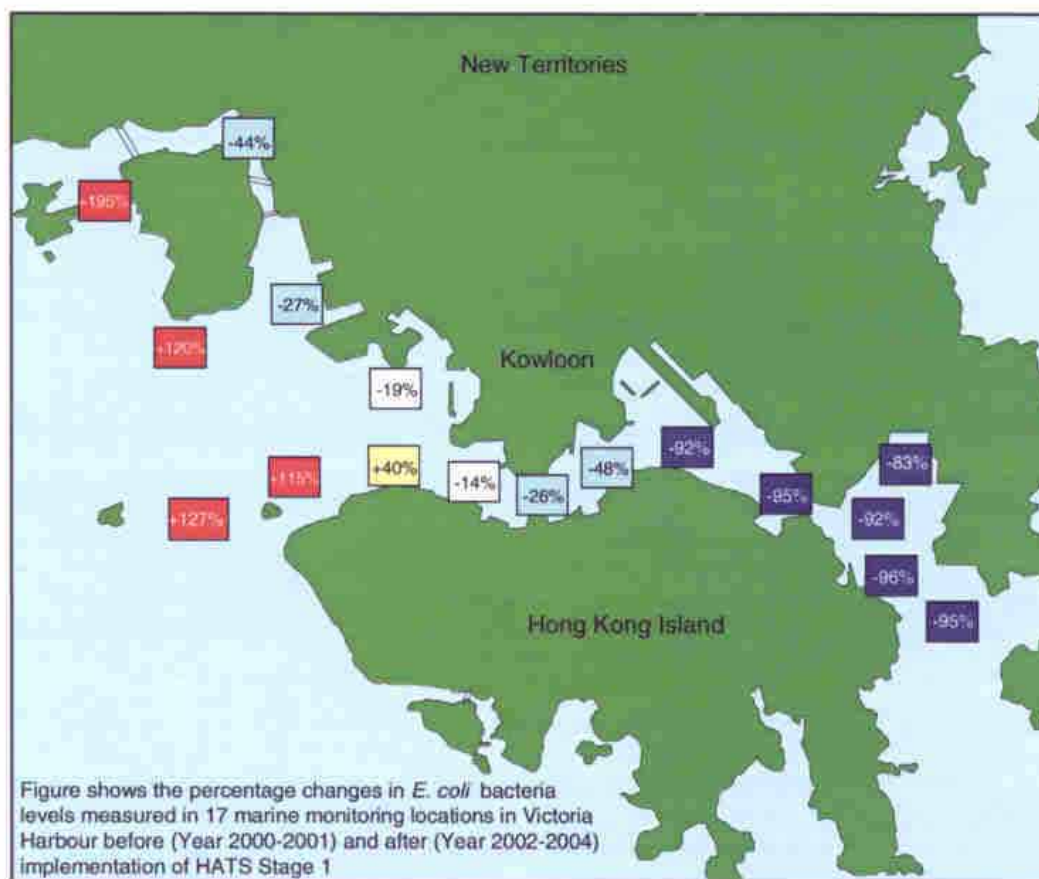 New Territories
-44%
+195%
-27%
+120%
Kowloon
-19%
-92%
+40%
-48%
-83%
+115%
-14%
-26%
-95%
+127%
-92%
-96%
Hong Kong Island
-95%
Figure shows the percentage changes in E. coli bacteria
levels measured in 17 marine monitoring locations in Victoria
Harbour before (Year 2000-2001) and after (Year 2002-2004)
implementation of HATS Stage 1